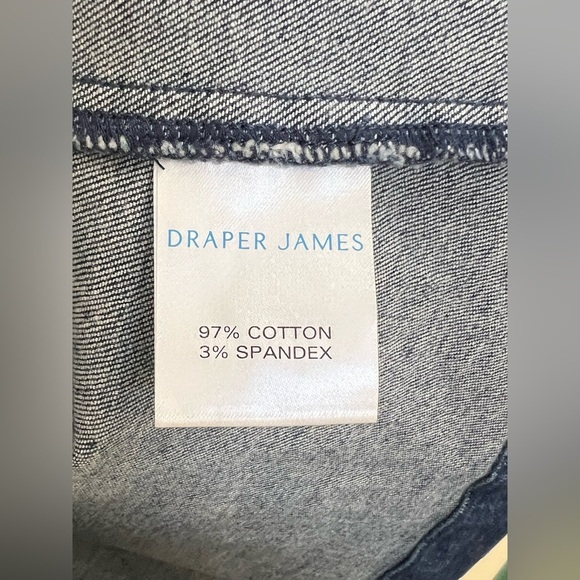 DRAPER JAMES
97% COTTON
3% SPANDEX